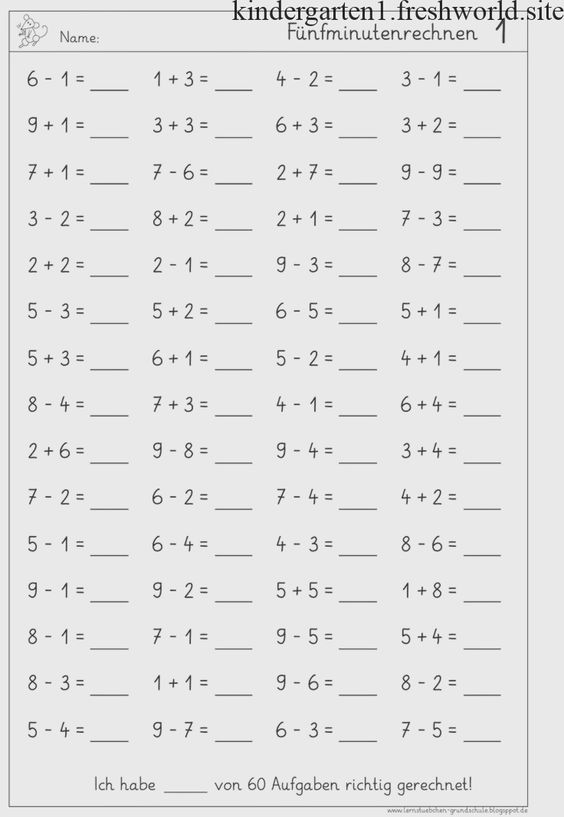 kindergarten1.freshworld.site
Name: Fünfminutenrechnen 1
6 - 1 = ____ 1 + 3 = ____ 4 - 2 = ____ 3 - 1 = ____
9 + 1 = ____ 3 + 3 = ____ 6 + 3 = ____ 3 + 2 = ____
7 + 1 = ____ 7 - 6 = ____ 2 + 7 = ____ 9 - 9 = ____
3 - 2 = ____ 8 + 2 = ____ 2 + 1 = ____ 7 - 3 = ____
2 + 2 = ____ 2 - 1 = ____ 9 - 3 = ____ 8 - 7 = ____
5 - 3 = ____ 5 + 2 = ____ 6 - 5 = ____ 5 + 1 = ____
5 + 3 = ____ 6 + 1 = ____ 5 - 2 = ____ 4 + 1 = ____
8 - 4 = ____ 7 + 3 = ____ 4 - 1 = ____ 6 + 4 = ____
2 + 6 = ____ 9 - 8 = ____ 9 - 4 = ____ 3 + 4 = ____
7 - 2 = ____ 6 - 2 = ____ 7 - 4 = ____ 4 + 2 = ____
5 - 1 = ____ 6 - 4 = ____ 4 - 3 = ____ 8 - 6 = ____
9 - 1 = ____ 9 - 2 = ____ 5 + 5 = ____ 1 + 8 = ____
8 - 1 = ____ 7 - 1 = ____ 9 - 5 = ____ 5 + 4 = ____
8 - 3 = ____ 1 + 1 = ____ 9 - 6 = ____ 8 - 2 = ____
5 - 4 = ____ 9 - 7 = ____ 6 - 3 = ____ 7 - 5 = ____
Ich habe _____ von 60 Aufgaben richtig gerechnet!
www.lernstuebchen-grundschule.blogspot.de